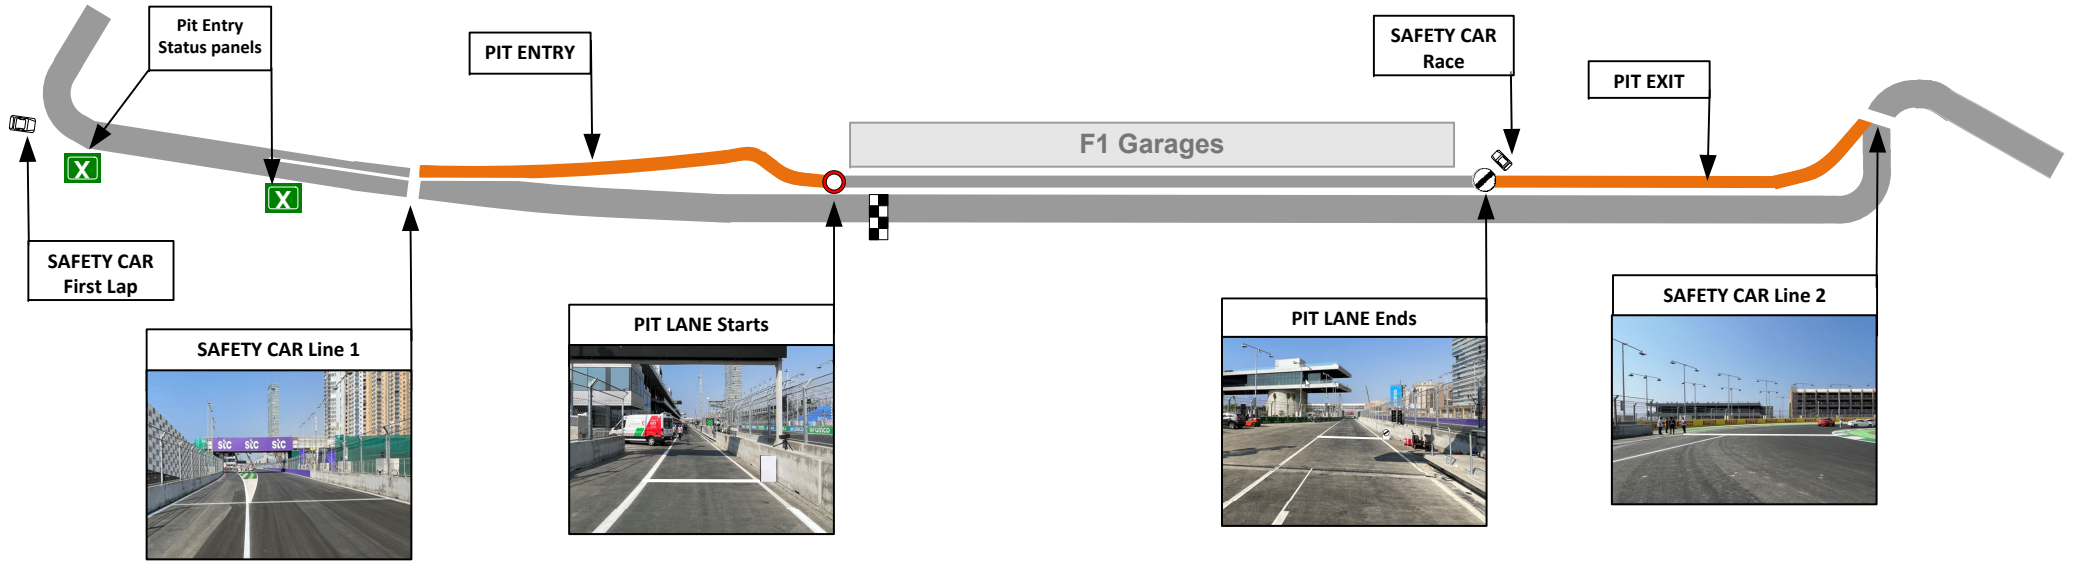 Pit Entry
Status panels
PIT ENTRY
SAFETY CAR
Race
PIT EXIT
F1 Garages
X
X
SAFETY CAR
First Lap
SAFETY CAR Line 1
stc stc stc
PIT LANE Starts
aramco
PIT LANE Ends
SAFETY CAR Line 2